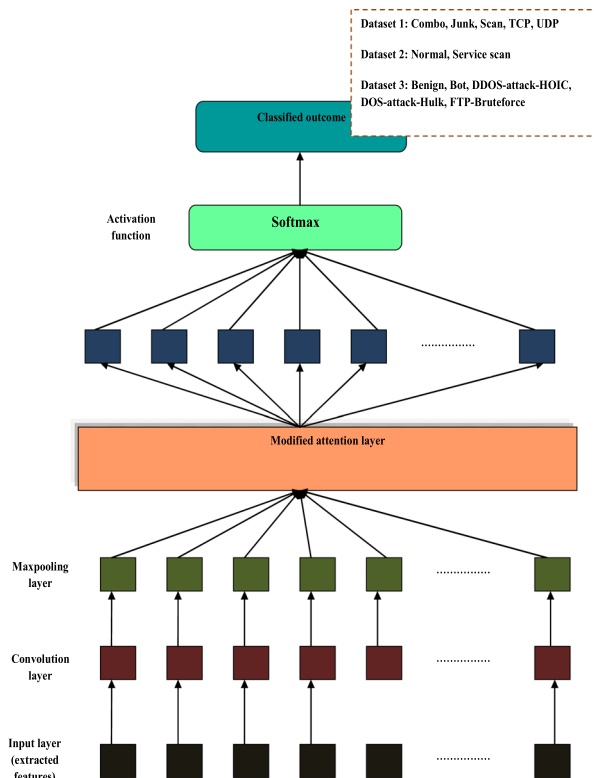 Dataset 1: Combo, Junk, Scan, TCP, UDP
Dataset 2: Normal, Service scan
Dataset 3: Benign, Bot, DDOS-attack-HOIC,
DOS-attack-Hulk, FTP-Bruteforce
Classified outcome
Activation
function
Softmax
Modified attention layer
Maxpooling
layer
Convolution
layer
Input layer
(extracted
features)